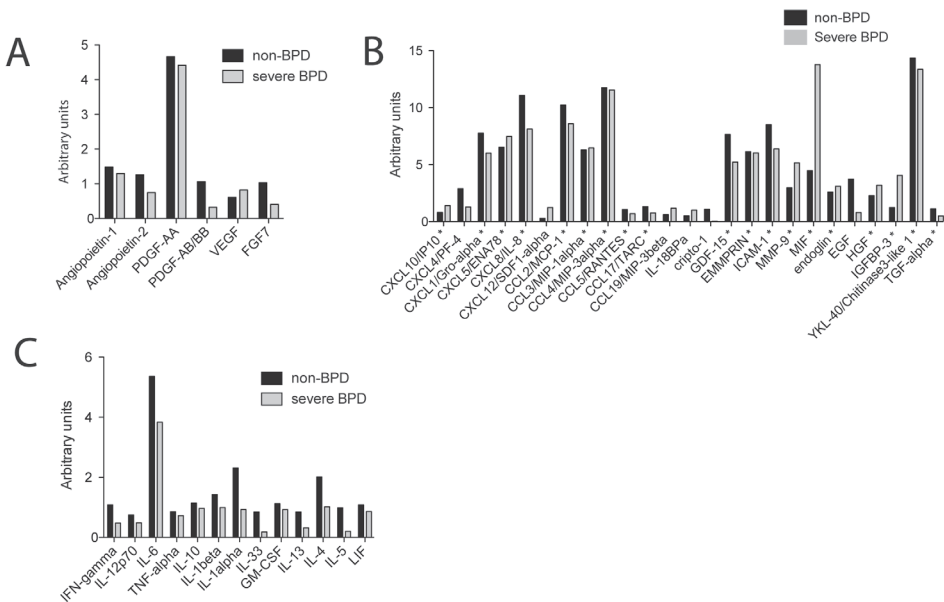 A
non-BPD
severe BPD
Arbitrary units
5
4
3
2
1
0
Angiopoietin-1
Angiopoietin-2
PDGF-AA
PDGF-AB/BB
VEGF
FGF7
B
non-BPD
Severe BPD
Arbitrary units
15
10
5
0
CXCL10/IP10 *
CXCL4/PF-4
CXCL1/Gro-alpha *
CXCL5/ENA78 *
CXCL8/IL-8 *
CXCL12/SDF1-alpha
CCL2/MCP-1 *
CCL3/MIP-1alpha *
CCL4/MIP-3alpha *
CCL5/RANTES *
CCL17/TARC *
CCL19/MIP-3beta
IL-18BPa
cripto-1
GDF-15 *
EMMPRIN *
ICAM-1 *
MMP-9 *
MIF *
endoglin *
EGF
HGF *
IGFBP-3 *
YKL-40/Chitinase3-like 1 *
TGF-alpha *
C
non-BPD
severe BPD
Arbitrary units
6
4
2
0
IFN-gamma
IL-12p70
IL-6
TNF-alpha
IL-10
IL-1beta
IL-1alpha
IL-33
GM-CSF
IL-13
IL-4
IL-5
LIF